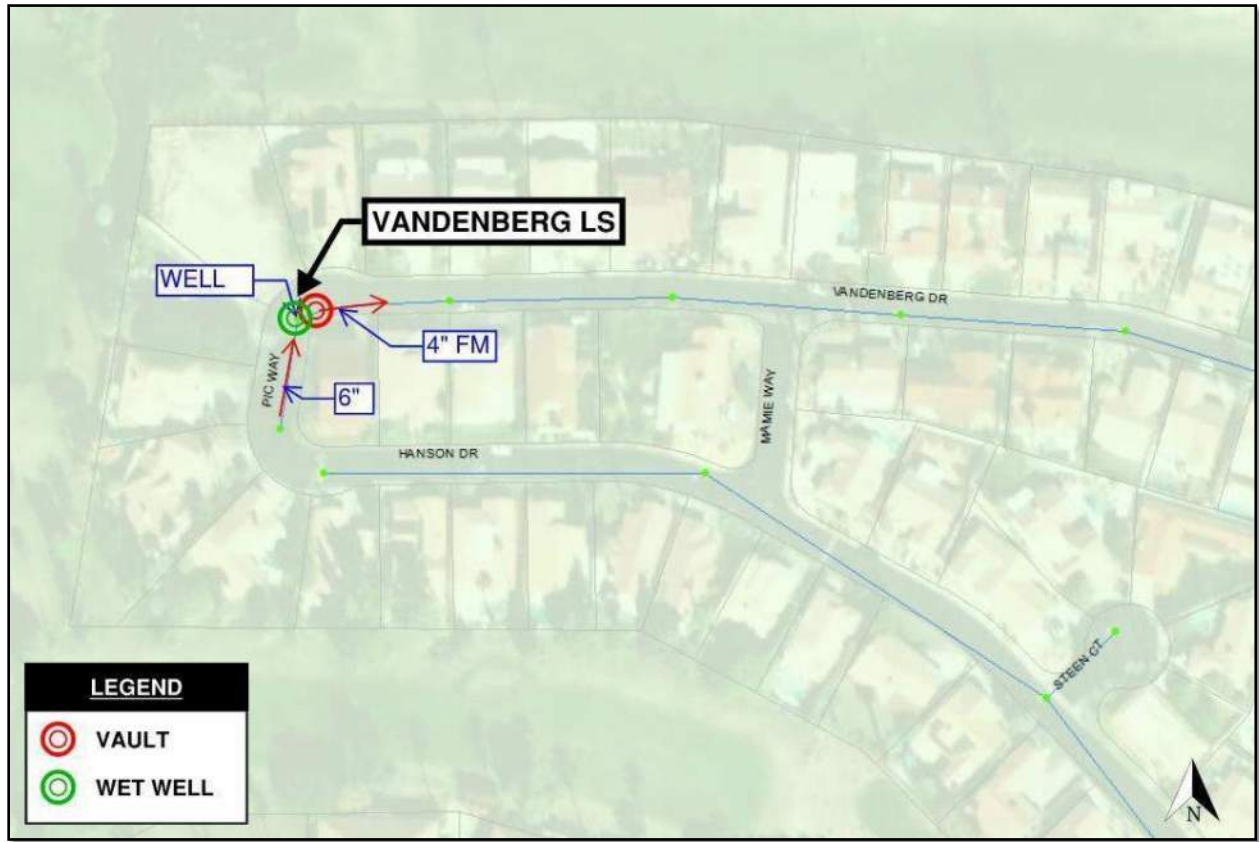 VANDENBERG LS
WELL
VANDENBERG DR
4" FM
PIC WAY
6"
MAMIE WAY
HANSON DR
STEEN CT
LEGEND
VAULT
WET WELL
N